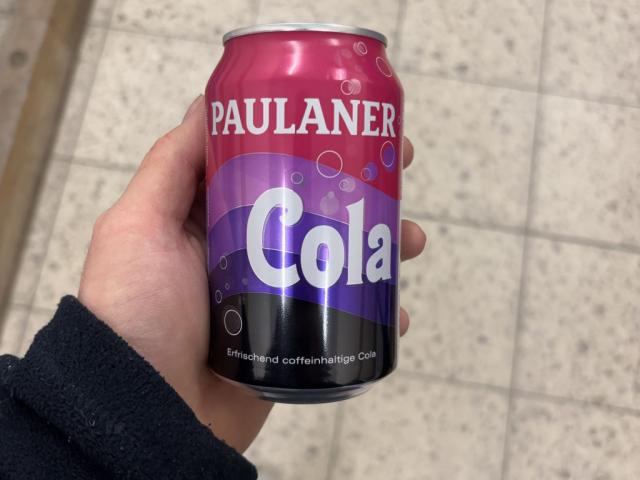 PAULANER
Cola
Erfrischend coffeinhaltige Cola